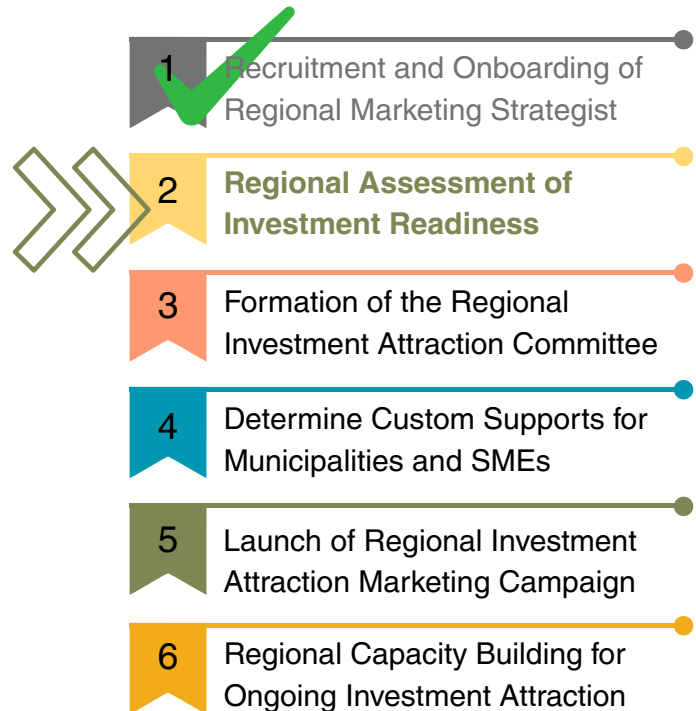 1
Recruitment and Onboarding of
Regional Marketing Strategist
2
Regional Assessment of
Investment Readiness
3
Formation of the Regional
Investment Attraction Committee
4
Determine Custom Supports for
Municipalities and SMEs
5
Launch of Regional Investment
Attraction Marketing Campaign
6
Regional Capacity Building for
Ongoing Investment Attraction